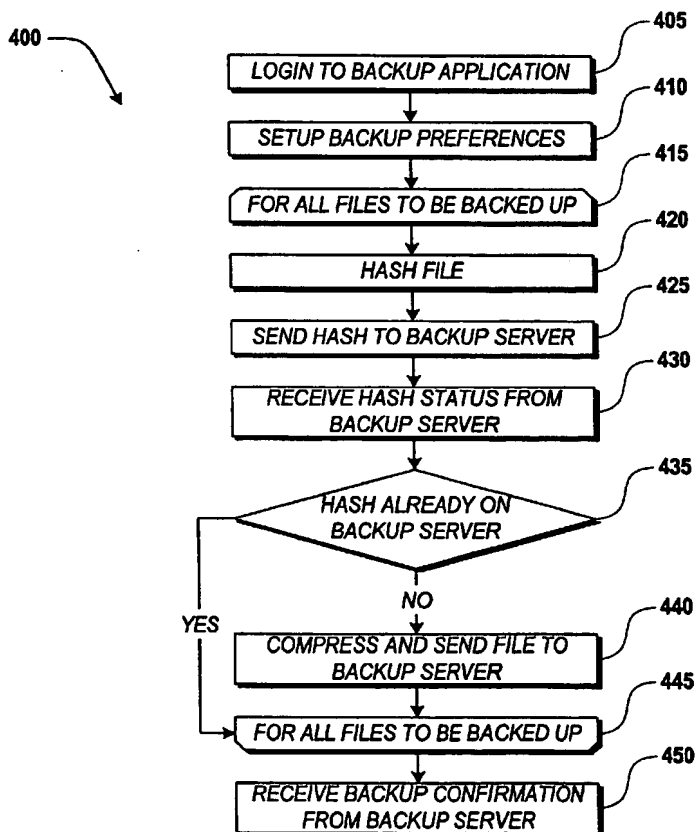 400
405
LOGIN TO BACKUP APPLICATION
410
SETUP BACKUP PREFERENCES
415
FOR ALL FILES TO BE BACKED UP
420
HASH FILE
425
SEND HASH TO BACKUP SERVER
430
RECEIVE HASH STATUS FROM
BACKUP SERVER
435
HASH ALREADY ON
BACKUP SERVER
NO
YES
440
COMPRESS AND SEND FILE TO
BACKUP SERVER
445
FOR ALL FILES TO BE BACKED UP
450
RECEIVE BACKUP CONFIRMATION
FROM BACKUP SERVER